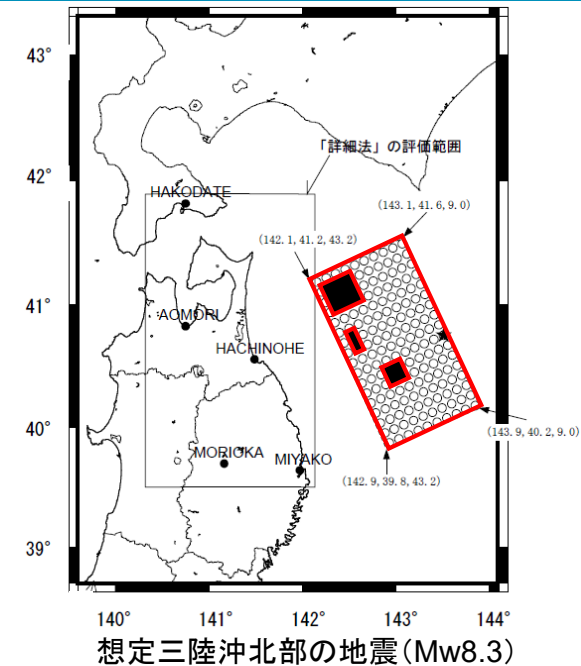 43°
「詳細法」の評価範囲
42°
HAKODATE
(143.1, 41.6, 9.0)
(142.1, 41.2, 43.2)
41°
AOMORI
HACHINOHE
40°
(143.9, 40.2, 9.0)
MORIOKA
MIYAKO
(142.9, 39.8, 43.2)
39°
140°
141°
142°
143°
144°
想定三陸沖北部の地震(Mw8.3)